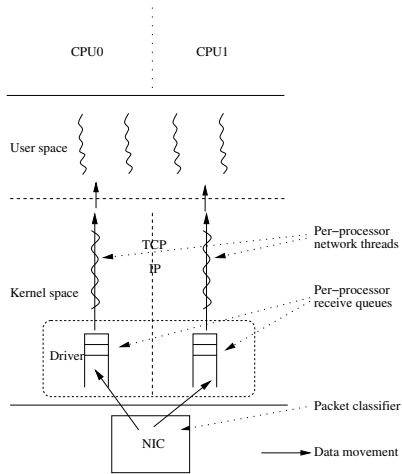 CPU0
CPU1
User space
TCP
IP
Per−processor
network threads
Kernel space
Per−processor
receive queues
Driver
Packet classifier
NIC
Data movement